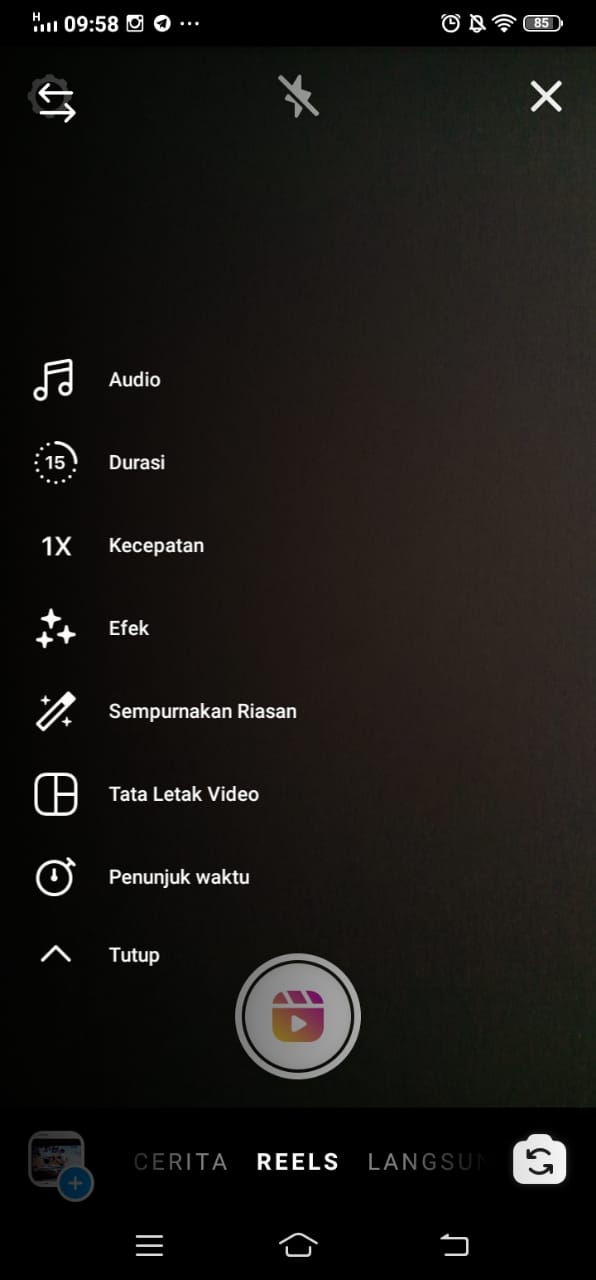 H 09:58 85
Audio
15 Durasi
1X Kecepatan
Efek
Sempurnakan Riasan
Tata Letak Video
Penunjuk waktu
Tutup
CERITA REELS LANGSUN